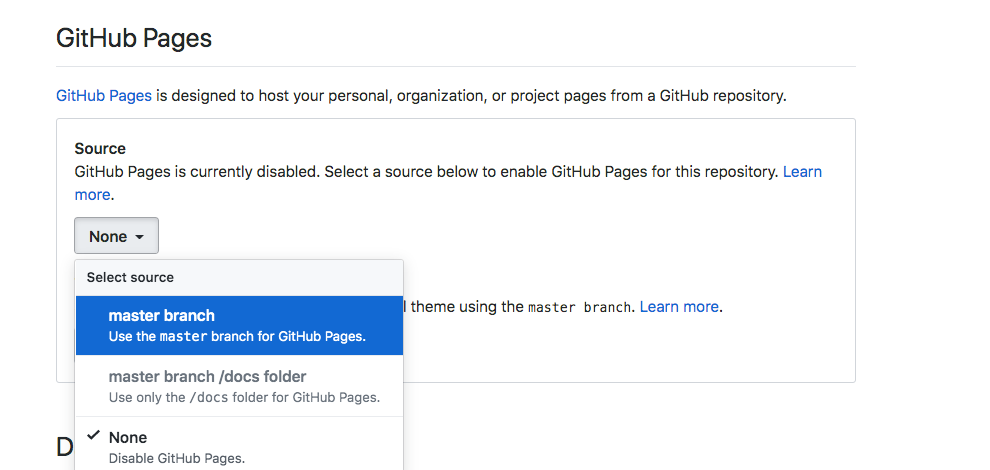 GitHub Pages
GitHub Pages is designed to host your personal, organization, or project pages from a GitHub repository.
Source
GitHub Pages is currently disabled. Select a source below to enable GitHub Pages for this repository. Learn
more.
None
Select source
master branch
Use the master branch for GitHub Pages.
theme using the master branch. Learn more.
master branch /docs folder
Use only the /docs folder for GitHub Pages.
None
Disable GitHub Pages.
D